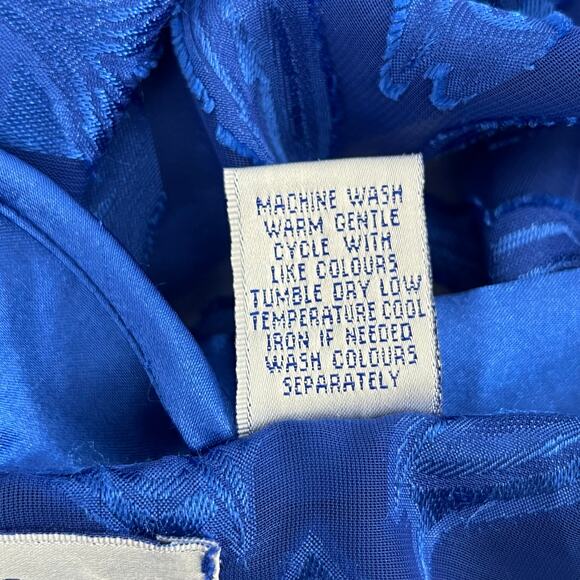 MACHINE WASH
WARM GENTLE
CYCLE WITH
LIKE COLOURS
TUMBLE DRY LOW
TEMPERATURE COOL
IRON IF NEEDED
WASH COLOURS
SEPARATELY